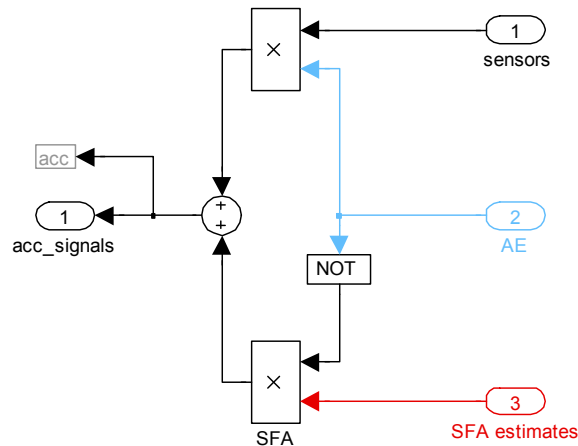 ×
1
sensors
acc
1
acc_signals
+
+
2
AE
NOT
×
SFA
3
SFA estimates